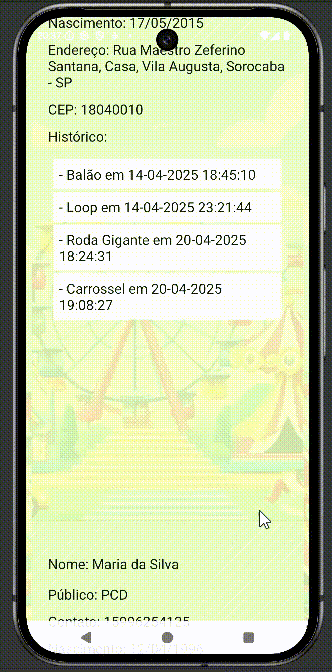 Nascimento: 17/05/2015
Endereço: Rua Maestro Zeferino
Santana, Casa, Vila Augusta, Sorocaba
- SP
CEP: 18040010
Histórico:
- Balão em 14-04-2025 18:45:10
- Loop em 14-04-2025 23:21:44
- Roda Gigante em 20-04-2025
18:24:31
- Carrossel em 20-04-2025
19:08:27
Nome: Maria da Silva
Público: PCD